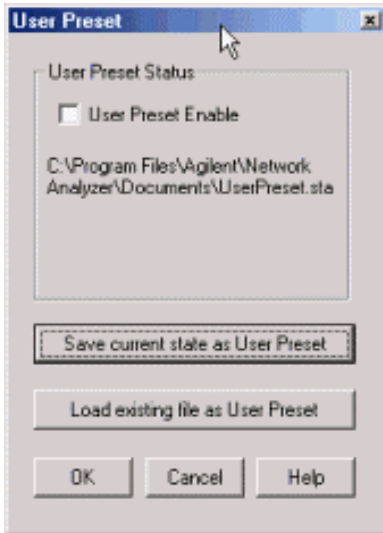 User Preset
User Preset Status
User Preset Enable
C:\Program Files\Agilent\Network
Analyzer\Documents\UserPreset.sta
Save current state as User Preset
Load existing file as User Preset
OK Cancel Help